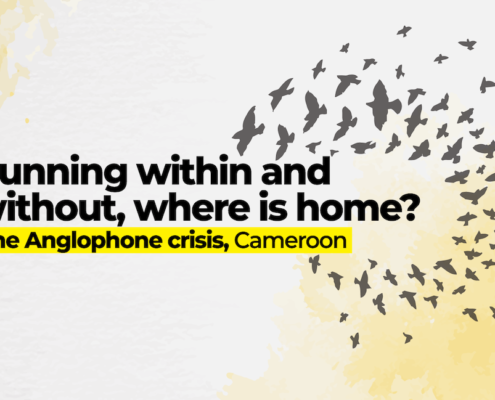 unning within and
ithout, where is home?
he Anglophone crisis, Cameroon